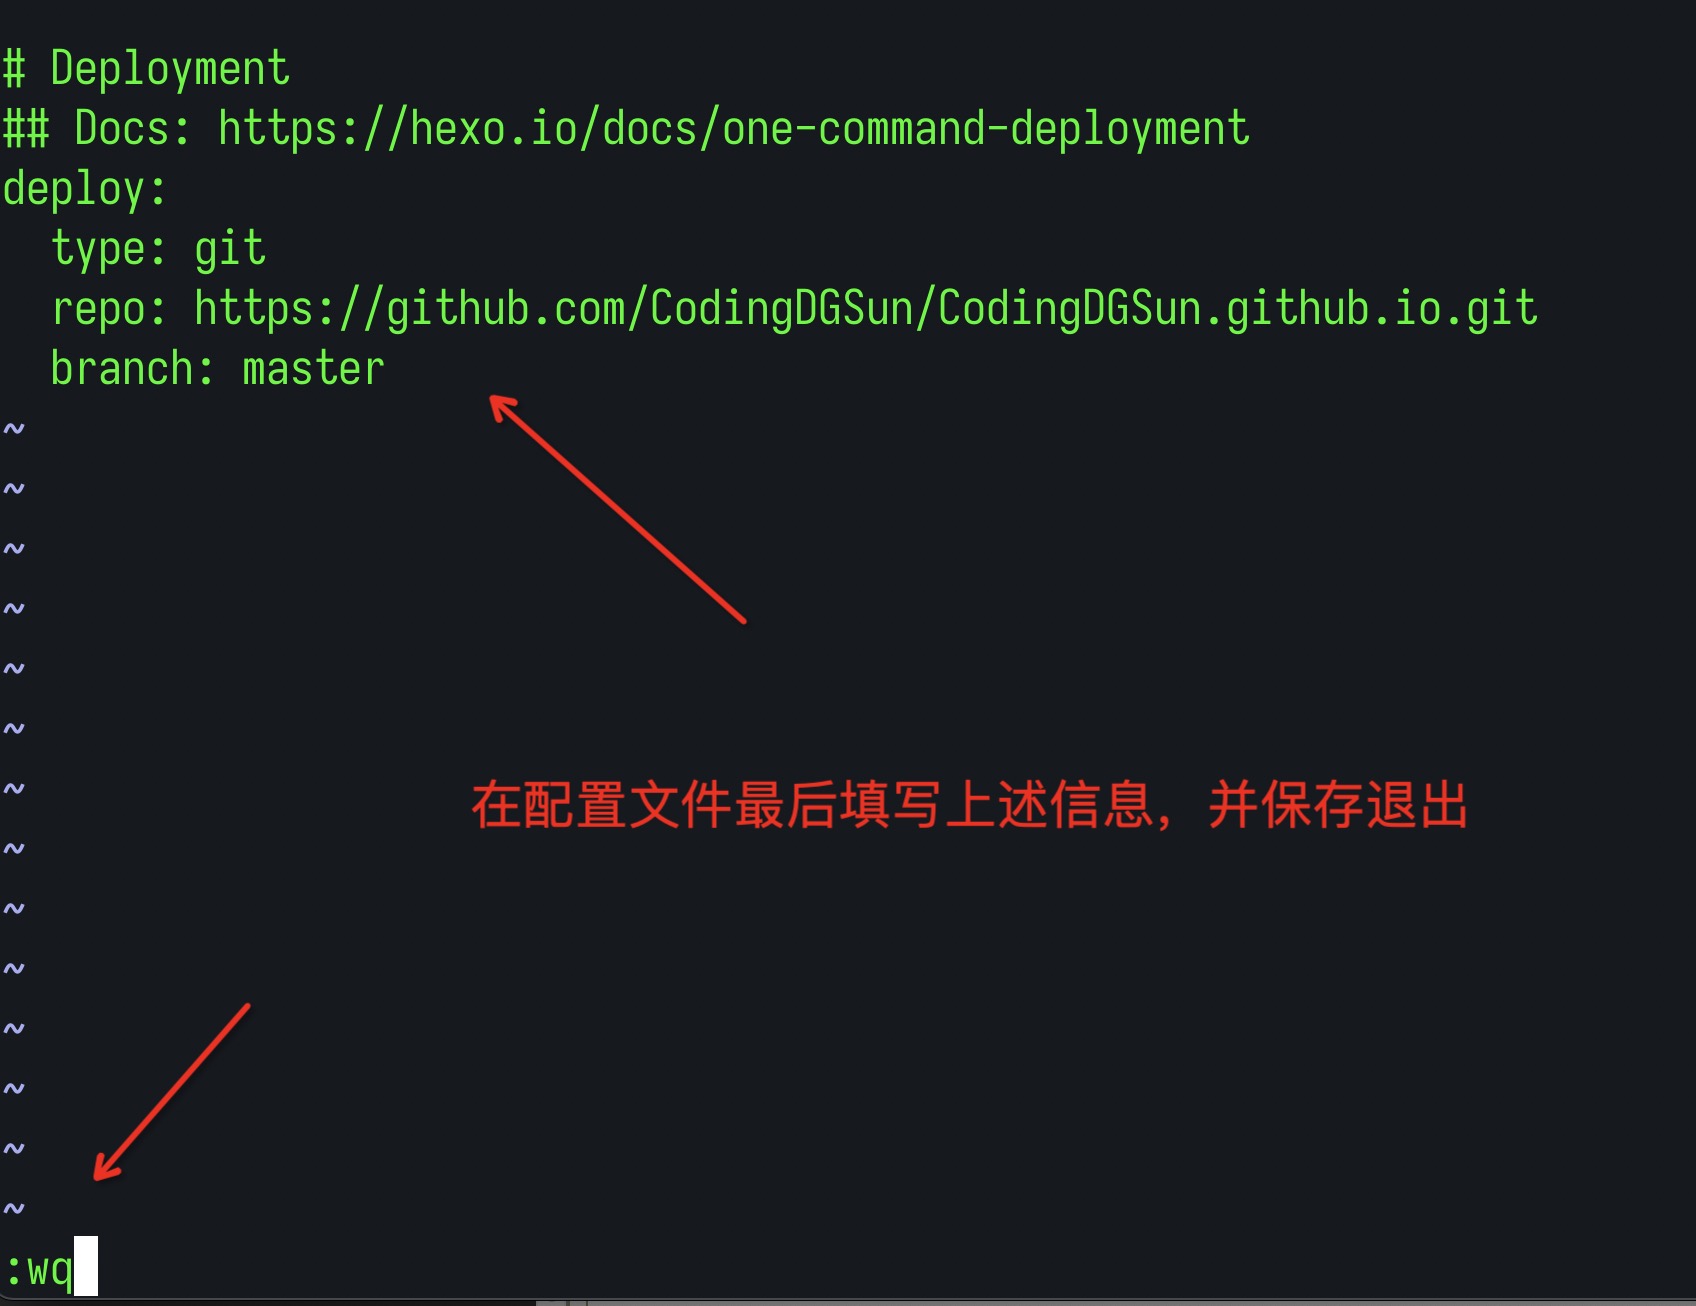 # Deployment
## Docs: https://hexo.io/docs/one-command-deployment
deploy:
  type: git
  repo: https://github.com/CodingDGSun/CodingDGSun.github.io.git
  branch: master
~
~
~
~
~
~
~
在配置文件最后填写上述信息，并保存退出
~
~
~
~
~
~
~
:wq